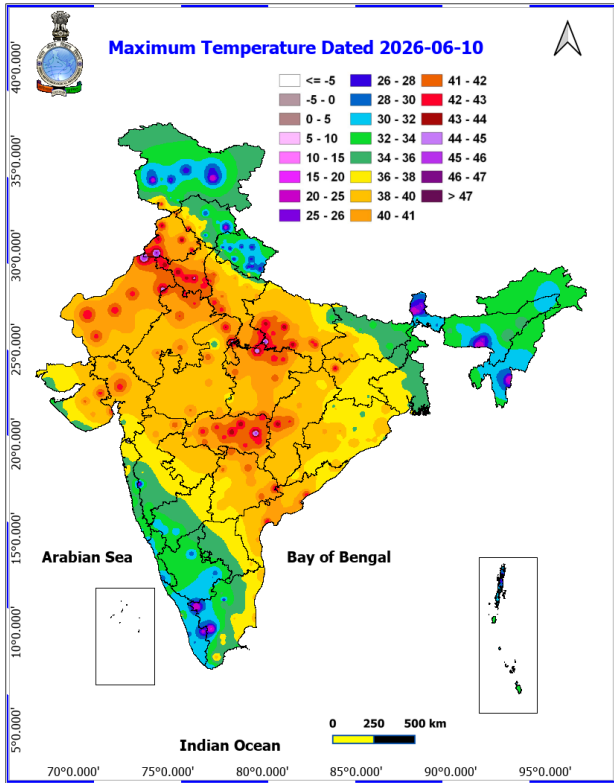 Maximum Temperature Dated 2026-06-10
<= -5
-5 - 0
0 - 5
5 - 10
10 - 15
15 - 20
20 - 25
25 - 26
26 - 28
28 - 30
30 - 32
32 - 34
34 - 36
36 - 38
38 - 40
40 - 41
41 - 42
42 - 43
43 - 44
44 - 45
45 - 46
46 - 47
> 47
40°0.000'
35°0.000'
30°0.000'
25°0.000'
20°0.000'
15°0.000'
10°0.000'
5°0.000'
Arabian Sea
Bay of Bengal
Indian Ocean
0 250 500 km
70°0.000' 75°0.000' 80°0.000' 85°0.000' 90°0.000' 95°0.000'